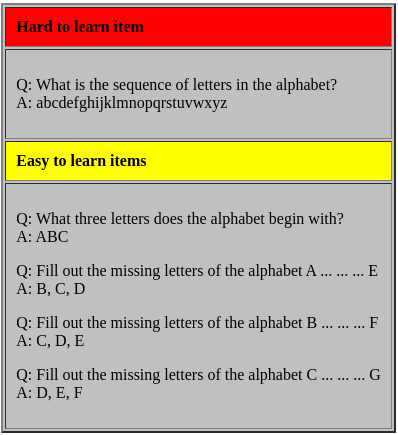 Hard to learn item
Q: What is the sequence of letters in the alphabet?
A: abcdefghijklmnopqrstuvwxyz
Easy to learn items
Q: What three letters does the alphabet begin with?
A: ABC
Q: Fill out the missing letters of the alphabet A ... ... ... E
A: B, C, D
Q: Fill out the missing letters of the alphabet B ... ... ... F
A: C, D, E
Q: Fill out the missing letters of the alphabet C ... ... ... G
A: D, E, F